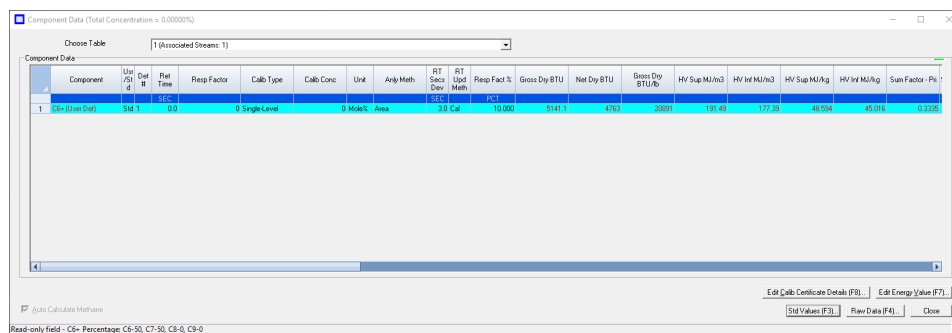 Component Data (Total Concentration = 0.00000%)
Choose Table 1 (Associated Streams: 1)
Component Data
Component Usr/Std Det # Ret Time Resp Factor Calib Type Calib Conc Unit Anly Meth RT Secs Dev RT Upd Meth Resp Fact % Gross Dry BTU Net Dry BTU Gross Dry BTU/lb HV Sup MJ/m3 HV Inf MJ/m3 HV Sup MJ/kg HV Inf MJ/kg Sum Factor - Pri
SEC SEC PCT
1 C6+ (User Def) Std 1 0.0 0 Single-Level 0 Mole% Area 3.0 Cal 10.000 5141.1 4763 20891 191.49 177.39 48.594 45.016 0.3335
Edit Calib Certificate Details (F8)... Edit Energy Value (F7)...
Auto Calculate Methane Std Values (F3)... Raw Data (F4)... Close
Read-only field - C6+ Percentage: C6-50, C7-50, C8-0, C9-0